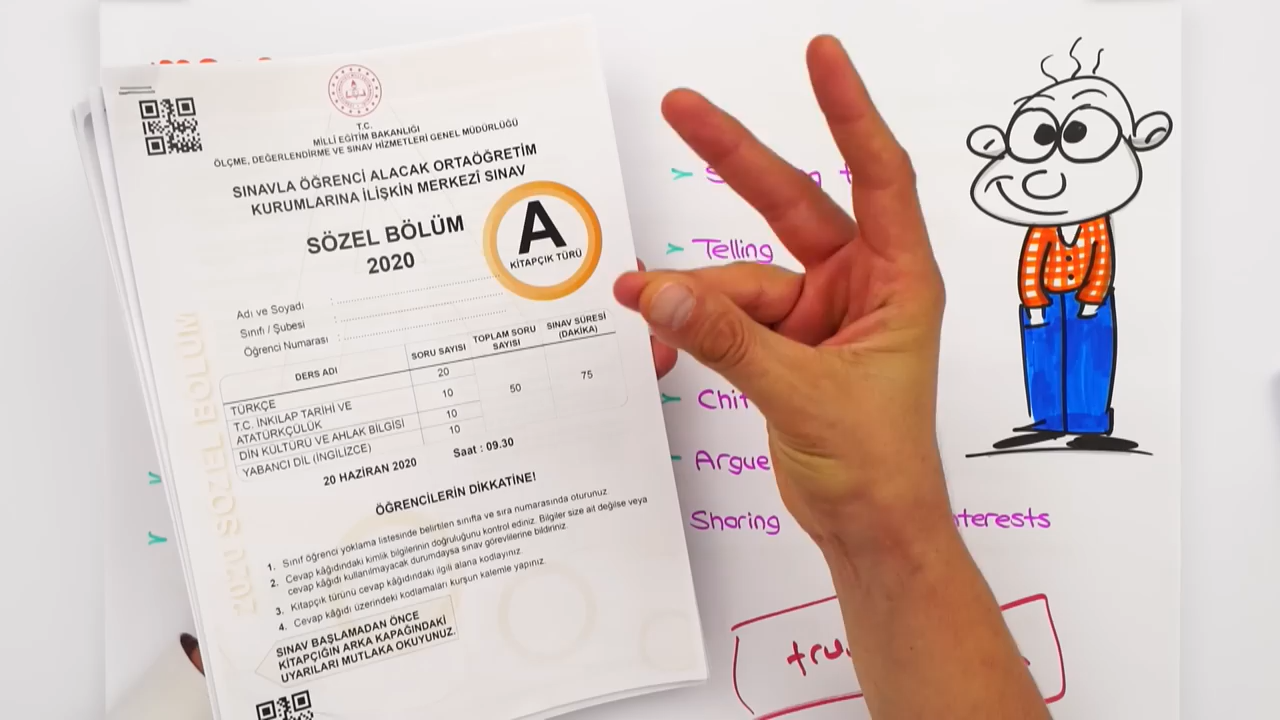 T.C.
MİLLÎ EĞİTİM BAKANLIĞI
ÖLÇME, DEĞERLENDİRME VE SINAV HİZMETLERİ GENEL MÜDÜRLÜĞÜ
SINAVLA ÖĞRENCİ ALACAK ORTAÖĞRETİM
KURUMLARINA İLİŞKİN MERKEZÎ SINAV
SÖZEL BÖLÜM
2020
A
KİTAPÇIK TÜRÜ
Adı ve Soyadı :
Sınıfı / Şubesi :
Öğrenci Numarası :
DERS ADI SORU SAYISI TOPLAM SORU SAYISI SINAV SÜRESİ (DAKİKA)
TÜRKÇE 20 50 75
T.C. İNKILAP TARİHİ VE
ATATÜRKÇÜLÜK 10
DİN KÜLTÜRÜ VE AHLAK BİLGİSİ 10
YABANCI DİL (İNGİLİZCE) 10
20 HAZİRAN 2020 Saat : 09.30
ÖĞRENCİLERİN DİKKATİNE!
1. Sınıf öğrenci yoklama listesinde belirtilen sınıfta ve sıra numarasında oturunuz.
2. Cevap kâğıdındaki kimlik bilgilerinin doğruluğunu kontrol ediniz. Bilgiler size ait değilse veya
cevap kâğıdı kullanılmayacak durumdaysa sınav görevlilerine bildiriniz.
3. Kitapçık türünü cevap kâğıdındaki ilgili alana kodlayınız.
4. Cevap kâğıdı üzerindeki kodlamaları kurşun kalemle yapınız.
SINAV BAŞLAMADAN ÖNCE
KİTAPÇIĞIN ARKA KAPAĞINDAKİ
UYARILARI MUTLAKA OKUYUNUZ.
2020 SÖZEL BÖLÜM
Telling
Argue
Sharing